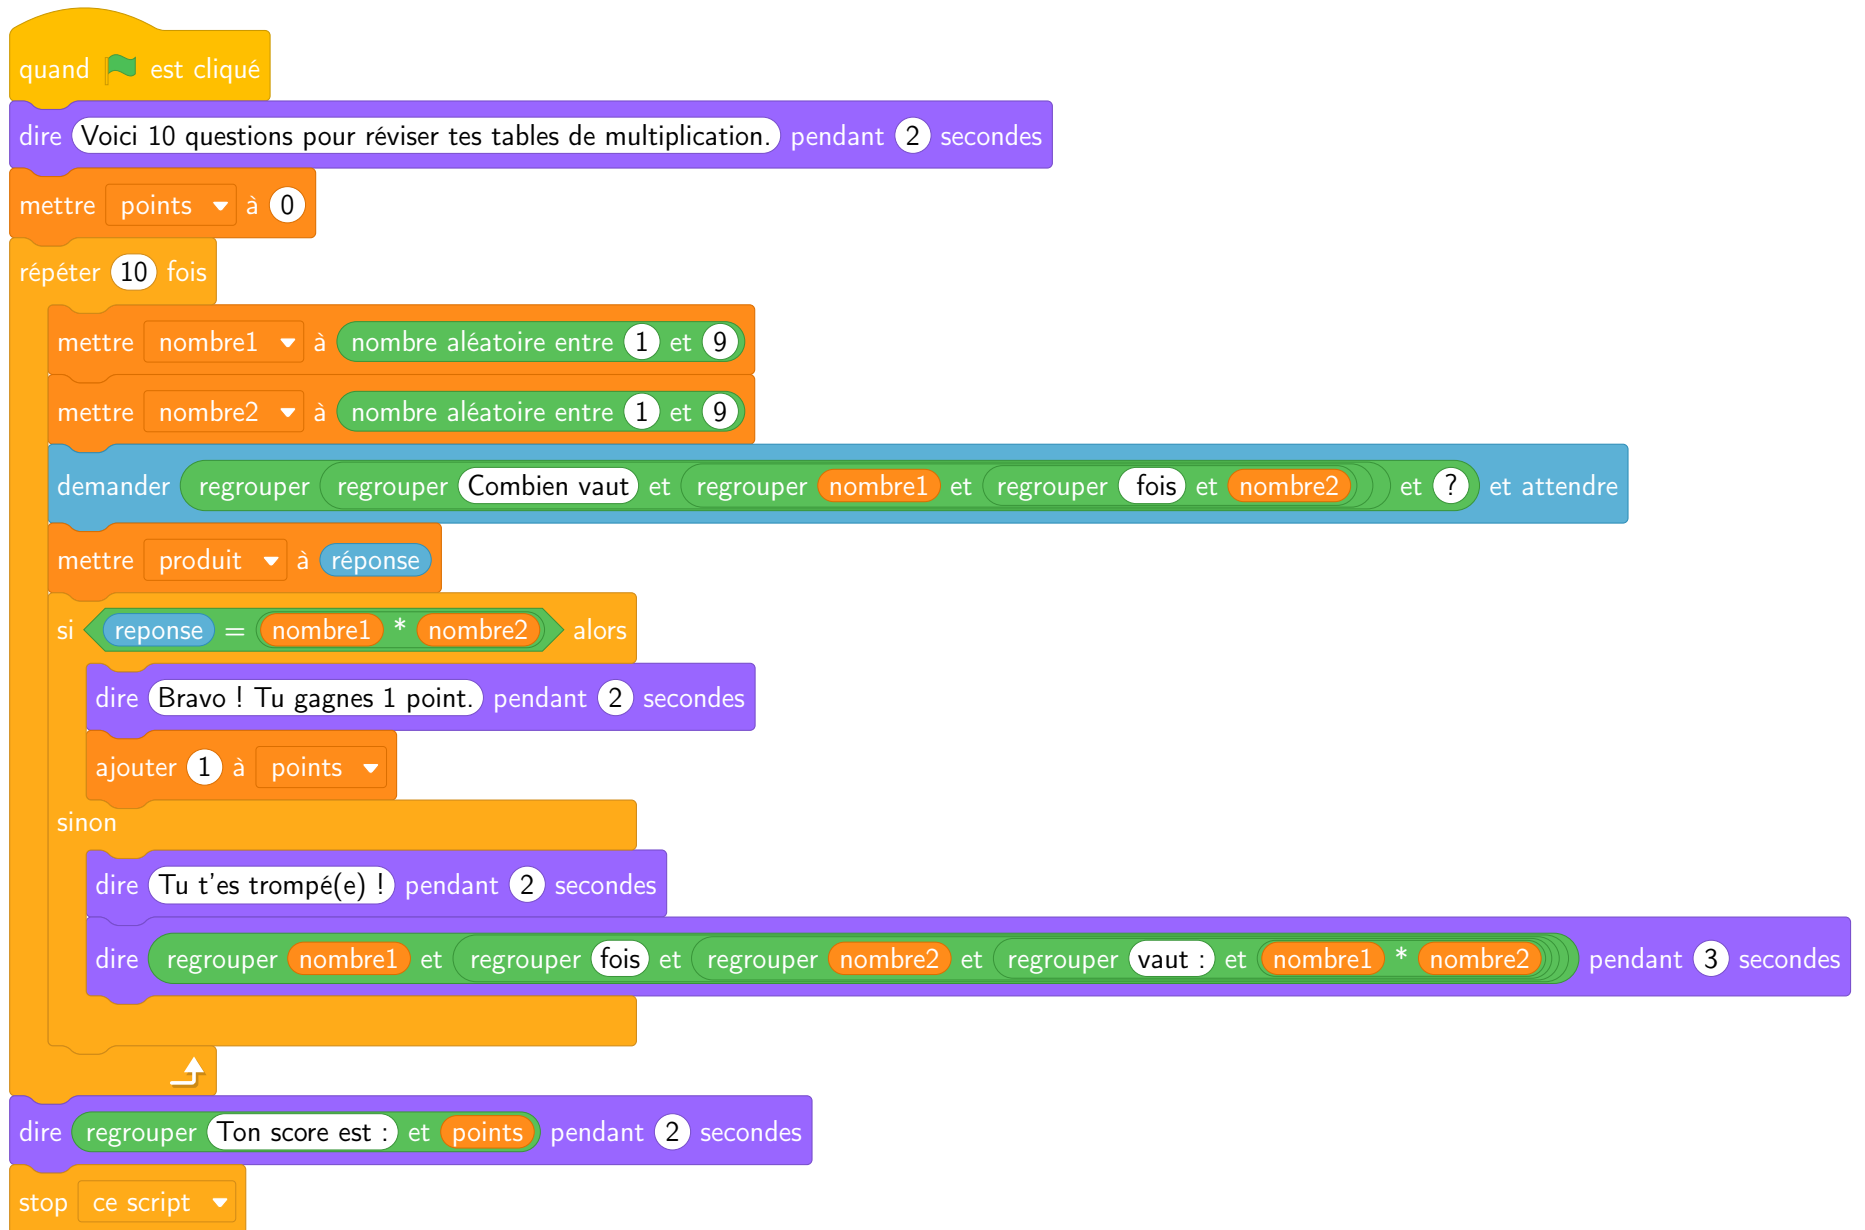 quand est cliqué
dire Voici 10 questions pour réviser tes tables de multiplication. pendant 2 secondes
mettre points à 0
répéter 10 fois
mettre nombre1 à nombre aléatoire entre 1 et 9
mettre nombre2 à nombre aléatoire entre 1 et 9
demander regrouper regrouper Combien vaut et regrouper nombre1 et regrouper fois et nombre2 et ? et attendre
mettre produit à réponse
si reponse = nombre1 * nombre2 alors
dire Bravo ! Tu gagnes 1 point. pendant 2 secondes
ajouter 1 à points
sinon
dire Tu t'es trompé(e) ! pendant 2 secondes
dire regrouper nombre1 et regrouper fois et regrouper nombre2 et regrouper vaut : et nombre1 * nombre2 pendant 3 secondes
dire regrouper Ton score est : et points pendant 2 secondes
stop ce script